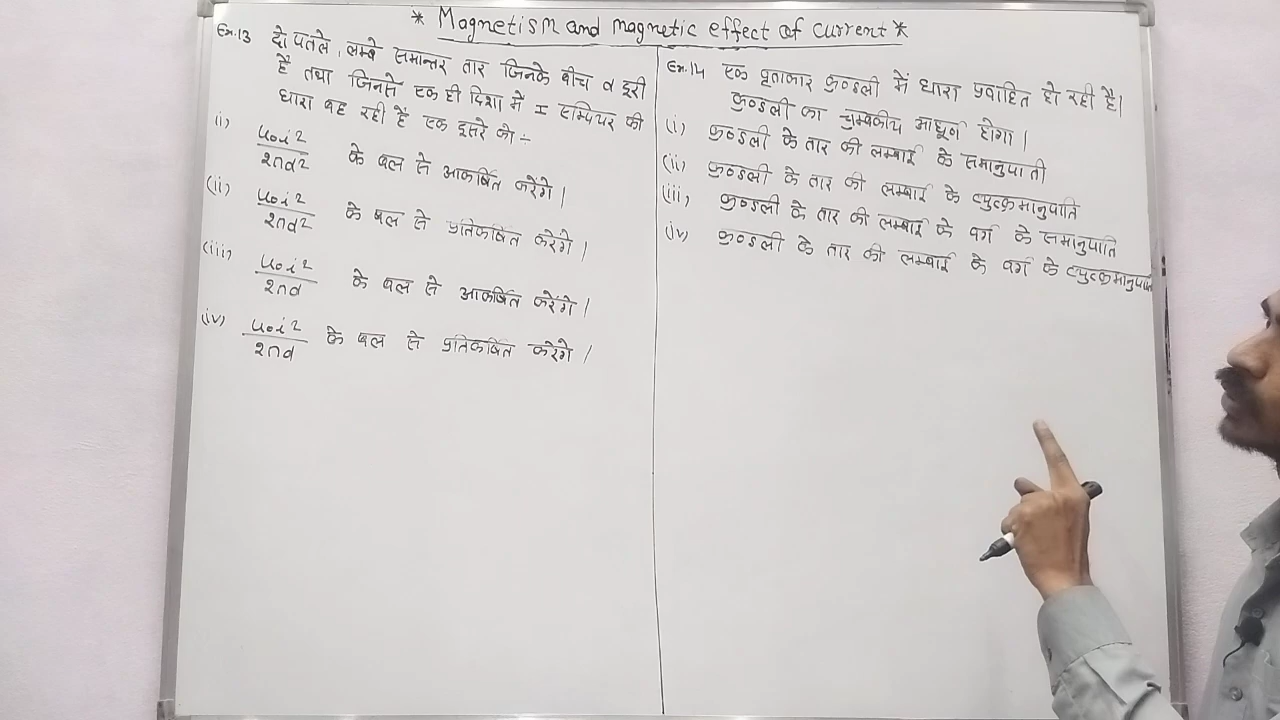 * Magnetism and magnetic effect of current *
Ex.13 दो पतले, लम्बे समान्तर तार जिनके बीच d दूरी
है तथा जिनसे एक ही दिशा में I एम्पियर की
धारा बह रही है एक दूसरे को :-
(i) μ₀i²/2πd² के बल से आकर्षित करेंगे।
(ii) μ₀i²/2πd² के बल से प्रतिकर्षित करेंगे।
(iii) μ₀i²/2πd के बल से आकर्षित करेंगे।
(iv) μ₀i²/2πd के बल से प्रतिकर्षित करेंगे।
Ex.14 एक वृताकार कुण्डली में धारा प्रवाहित हो रही है।
कुण्डली का चुम्बकीय आघूर्ण होगा।
(i) कुण्डली के तार की लम्बाई के समानुपाती
(ii) कुण्डली के तार की लम्बाई के व्युत्क्रमानुपाति
(iii) कुण्डली के तार की लम्बाई के वर्ग के समानुपाति
(iv) कुण्डली के तार की लम्बाई के वर्ग के व्युत्क्रमानुपाति